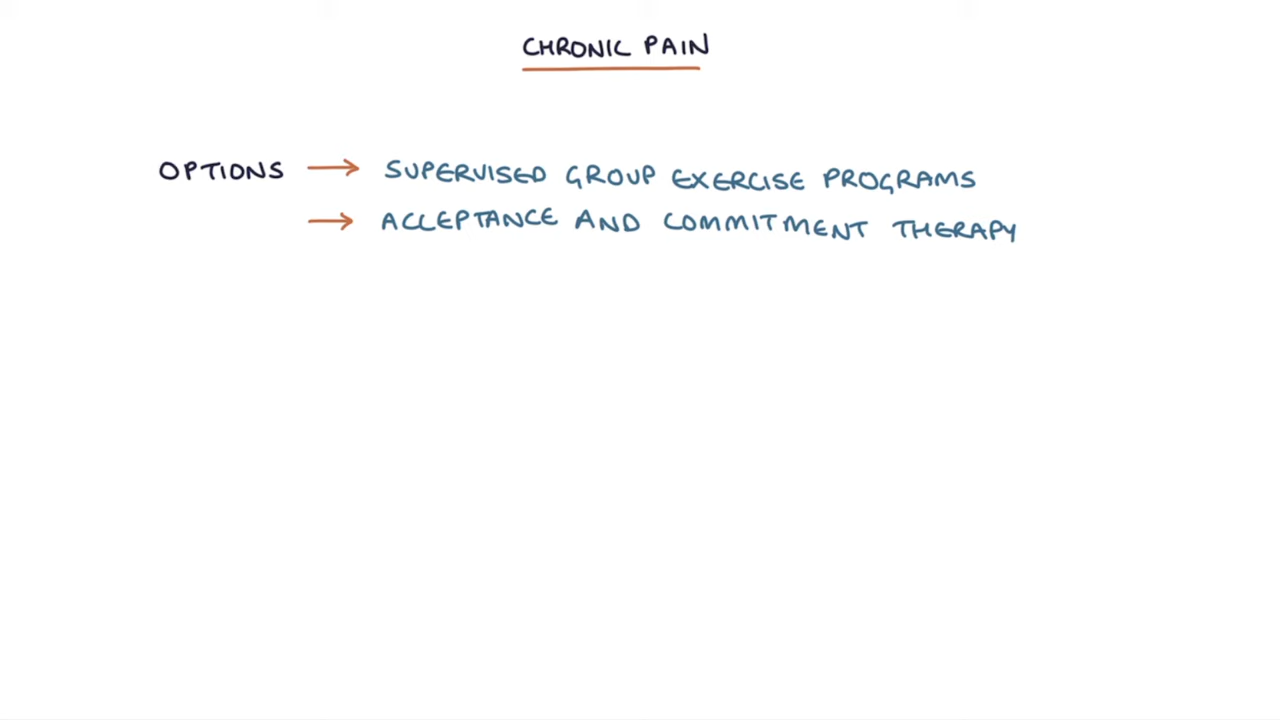 CHRONIC PAIN
OPTIONS → SUPERVISED GROUP EXERCISE PROGRAMS
→ ACCEPTANCE AND COMMITMENT THERAPY